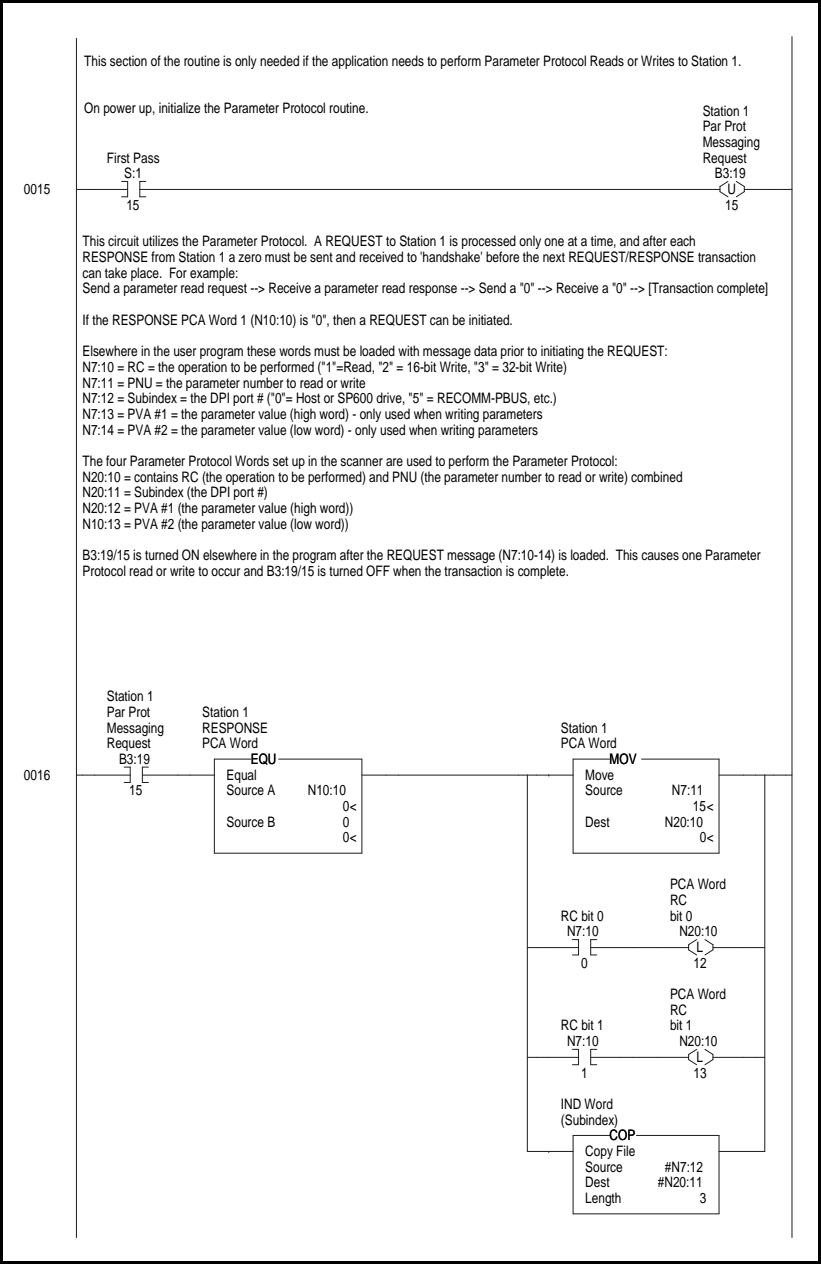 This section of the routine is only needed if the application needs to perform Parameter Protocol Reads or Writes to Station 1.
On power up, initialize the Parameter Protocol routine.
Station 1
Par Prot
Messaging
Request
B3:19
First Pass
S:1
0015
U
15
15
This circuit utilizes the Parameter Protocol. A REQUEST to Station 1 is processed only one at a time, and after each
RESPONSE from Station 1 a zero must be sent and received to 'handshake' before the next REQUEST/RESPONSE transaction
can take place. For example:
Send a parameter read request --> Receive a parameter read response --> Send a "0" --> Receive a "0" --> [Transaction complete]
If the RESPONSE PCA Word 1 (N10:10) is "0", then a REQUEST can be initiated.
Elsewhere in the user program these words must be loaded with message data prior to initiating the REQUEST:
N7:10 = RC = the operation to be performed ("1"=Read, "2" = 16-bit Write, "3" = 32-bit Write)
N7:11 = PNU = the parameter number to read or write
N7:12 = Subindex = the DPI port # ("0"= Host or SP600 drive, "5" = RECOMM-PBUS, etc.)
N7:13 = PVA #1 = the parameter value (high word) - only used when writing parameters
N7:14 = PVA #2 = the parameter value (low word) - only used when writing parameters
The four Parameter Protocol Words set up in the scanner are used to perform the Parameter Protocol:
N20:10 = contains RC (the operation to be performed) and PNU (the parameter number to read or write) combined
N20:11 = Subindex (the DPI port #)
N20:12 = PVA #1 (the parameter value (high word))
N10:13 = PVA #2 (the parameter value (low word))
B3:19/15 is turned ON elsewhere in the program after the REQUEST message (N7:10-14) is loaded. This causes one Parameter
Protocol read or write to occur and B3:19/15 is turned OFF when the transaction is complete.
Station 1
Par Prot
Messaging
Request
B3:19
15
Station 1
RESPONSE
PCA Word
EQU
Equal
Source A N10:10
0<
Source B 0
0<
0016
Station 1
PCA Word
MOV
Move
Source N7:11
15<
Dest N20:10
0<
RC bit 0
N7:10
0
PCA Word
RC
bit 0
N20:10
L
12
RC bit 1
N7:10
1
PCA Word
RC
bit 1
N20:10
L
13
IND Word
(Subindex)
COP
Copy File
Source #N7:12
Dest #N20:11
Length 3